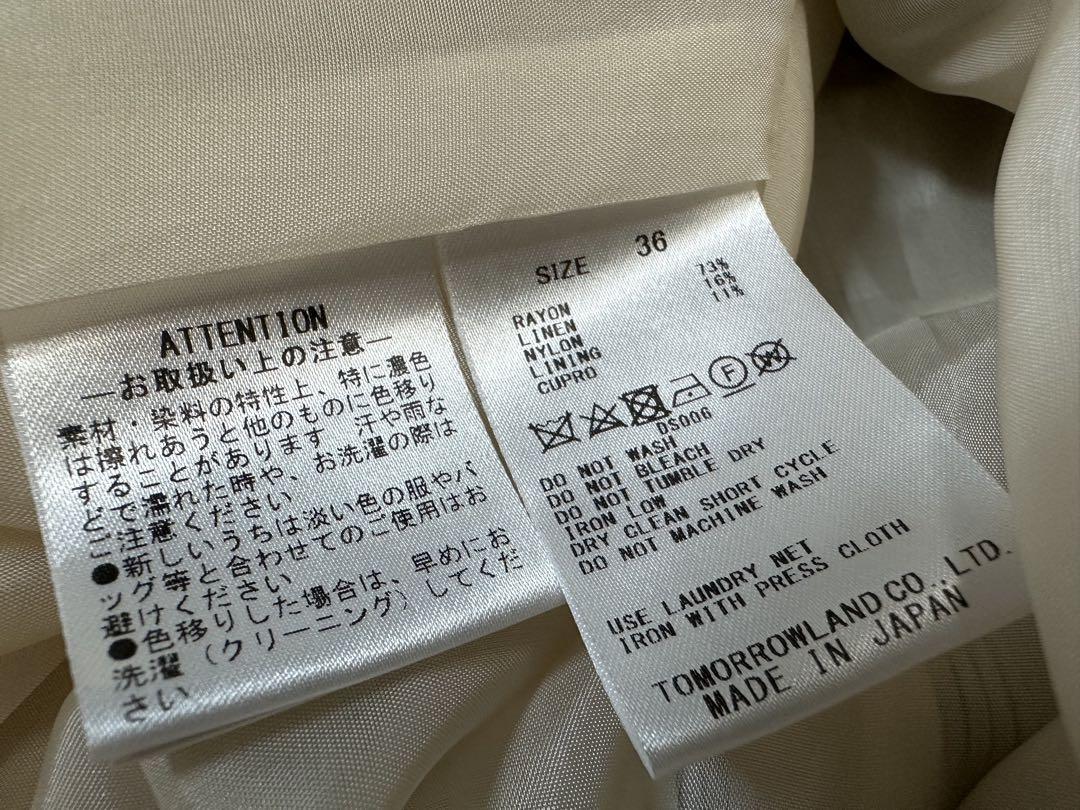 ATTENTION
―お取扱い上の注意―
素材・染料の特性上、特に濃色
は擦れあうと他のものに色移り
することがあります。汗や雨な
どで濡れた時や、お洗濯の際は
ご注意ください
●新しいうちは淡い色の服やバ
ッグ等と合わせてのご使用はお
避けください
●色移りした場合は、早めにお
洗濯（クリーニング）してくだ
さい
SIZE 36
RAYON 73%
LINEN 16%
NYLON 11%
LINING
CUPRO
F W
DS006
DO NOT WASH
DO NOT BLEACH
DO NOT TUMBLE DRY
IRON LOW
DRY CLEAN SHORT CYCLE
DO NOT MACHINE WASH
USE LAUNDRY NET
IRON WITH PRESS CLOTH
TOMORROWLAND CO.,LTD.
MADE IN JAPAN